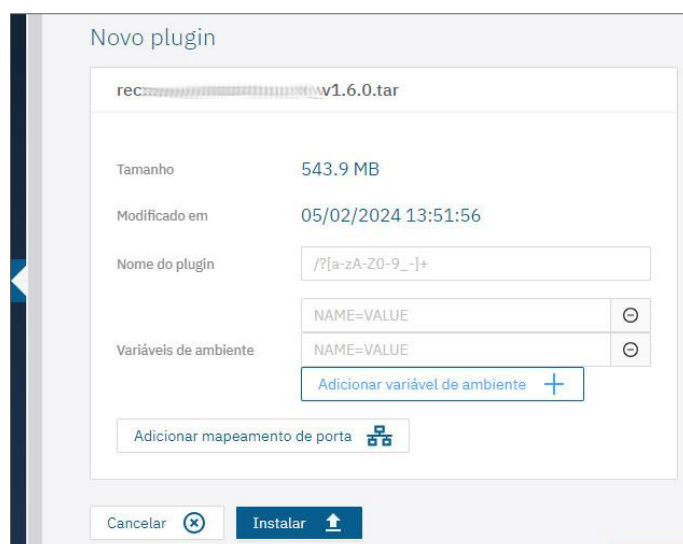 Novo plugin
v1.6.0.tar
Tamanho 543.9 MB
Modificado em 05/02/2024 13:51:56
Nome do plugin /?[a-zA-Z0-9_-]+
NAME=VALUE
Variáveis de ambiente NAME=VALUE
Adicionar variável de ambiente
Adicionar mapeamento de porta
Cancelar Instalar